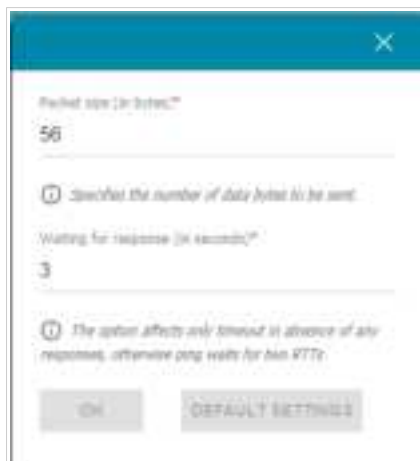 Packet size (in bytes)*
56
Specifies the number of data bytes to be sent.
Waiting for response (in seconds)*
3
The option affects only timeout in absence of any
responses, otherwise ping waits for two RTTs
OK
DEFAULT SETTINGS